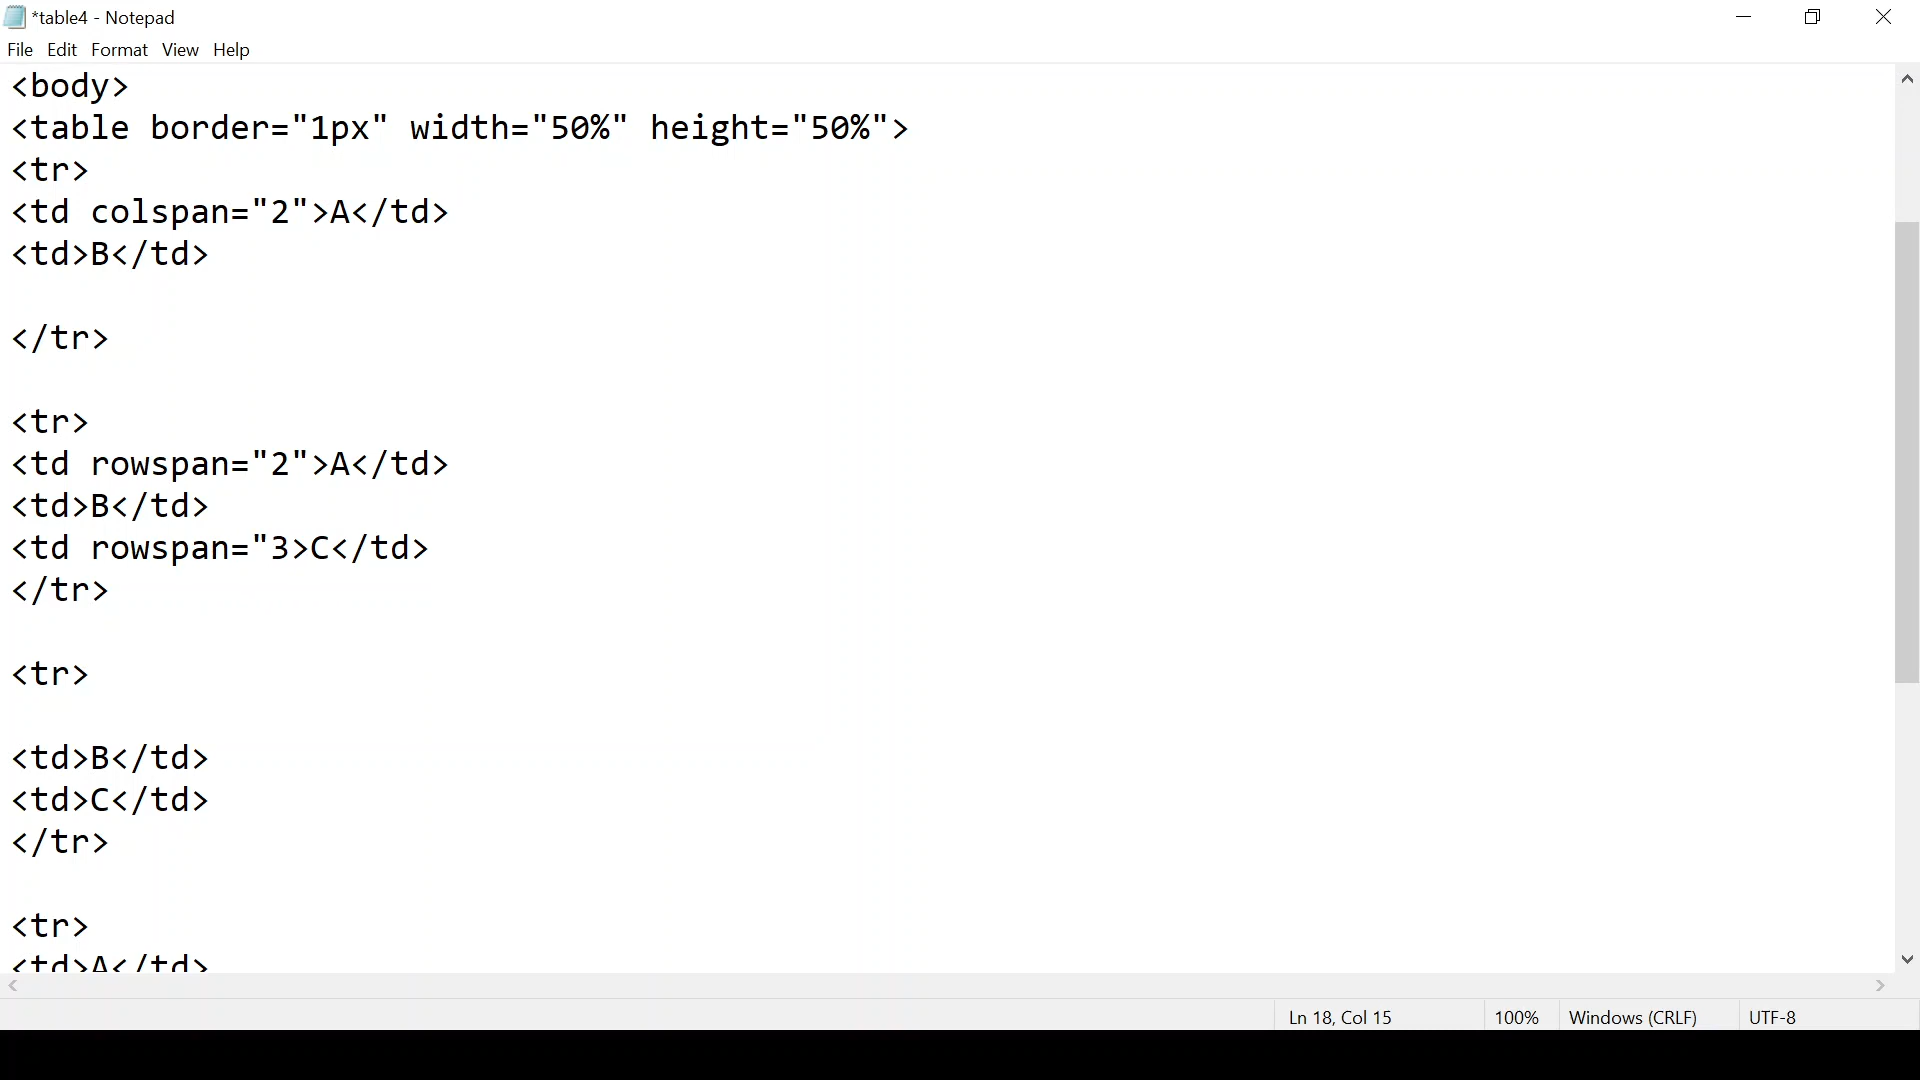 *table4 - Notepad
File Edit Format View Help
<body>
<table border="1px" width="50%" height="50%">
<tr>
<td colspan="2">A</td>
<td>B</td>
</tr>
<tr>
<td rowspan="2">A</td>
<td>B</td>
<td rowspan="3>C</td>
</tr>
<tr>
<td>B</td>
<td>C</td>
</tr>
<tr>
<td>A</td>
Ln 18, Col 15 100% Windows (CRLF) UTF-8